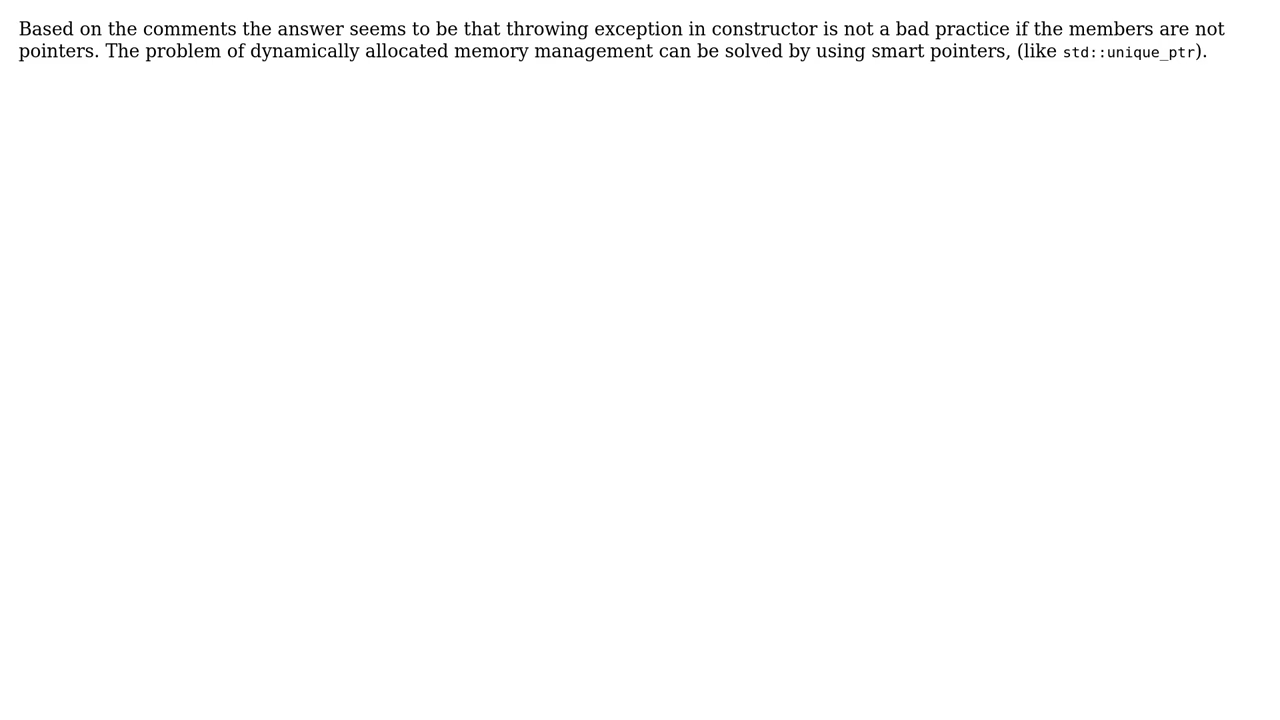 Based on the comments the answer seems to be that throwing exception in constructor is not a bad practice if the members are not
pointers. The problem of dynamically allocated memory management can be solved by using smart pointers, (like std::unique_ptr).